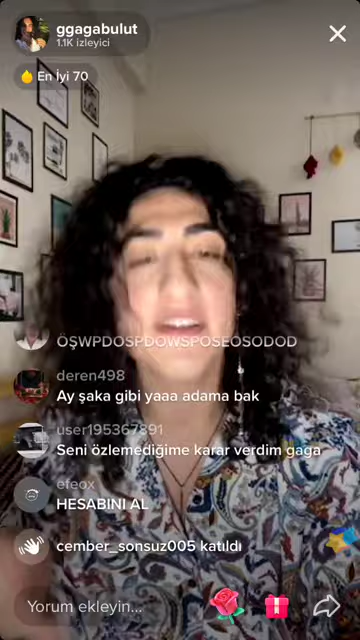 ggagabulut
1.1K izleyici
En İyi 70
ÖŞWPDOSPDOWSPOSEOSODOD
deren498
Ay şaka gibi yaaa adama bak
user195367891
Seni özlemediğime karar verdim gaga
efeox
HESABINI AL
cember_sonsuz005 katıldı
Yorum ekleyin...